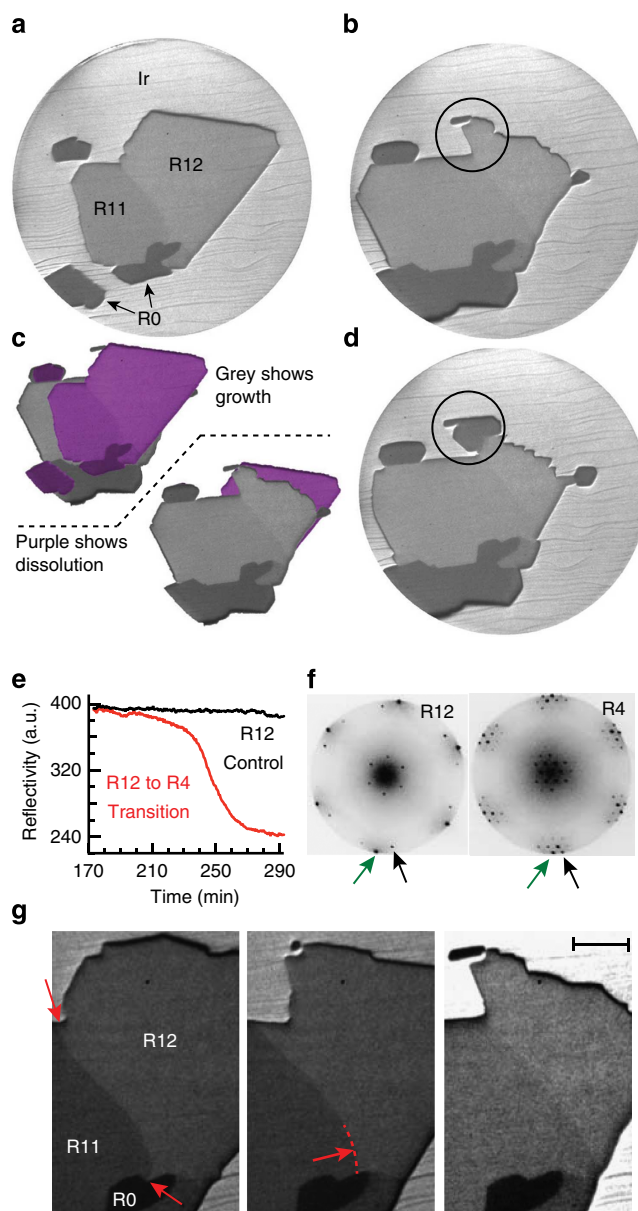 a
b
Ir
R12
R11
R0
c
d
Grey shows
growth
Purple shows
dissolution
e
f
400
320
240
Reflectivity (a.u.)
R12
Control
R12 to R4
Transition
170
210
250
290
Time (min)
R12
R4
g
R12
R11
R0